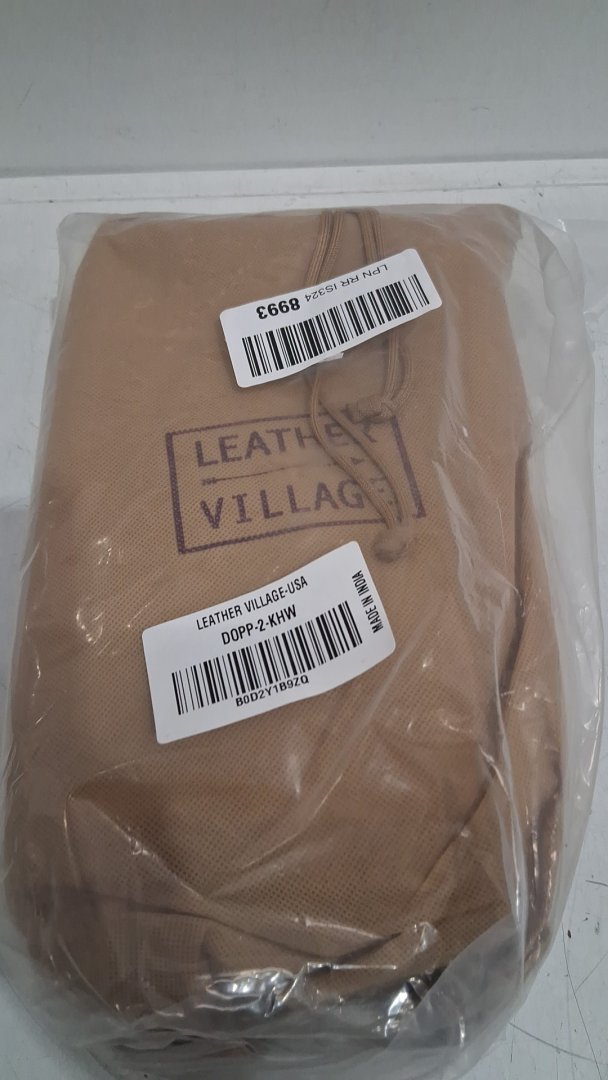 LPN RR IS324 8993
LEATHER
VILLAGE
LEATHER VILLAGE-USA
DOPP-2-KHW
MADE IN INDIA
B0D2Y1B9ZQ